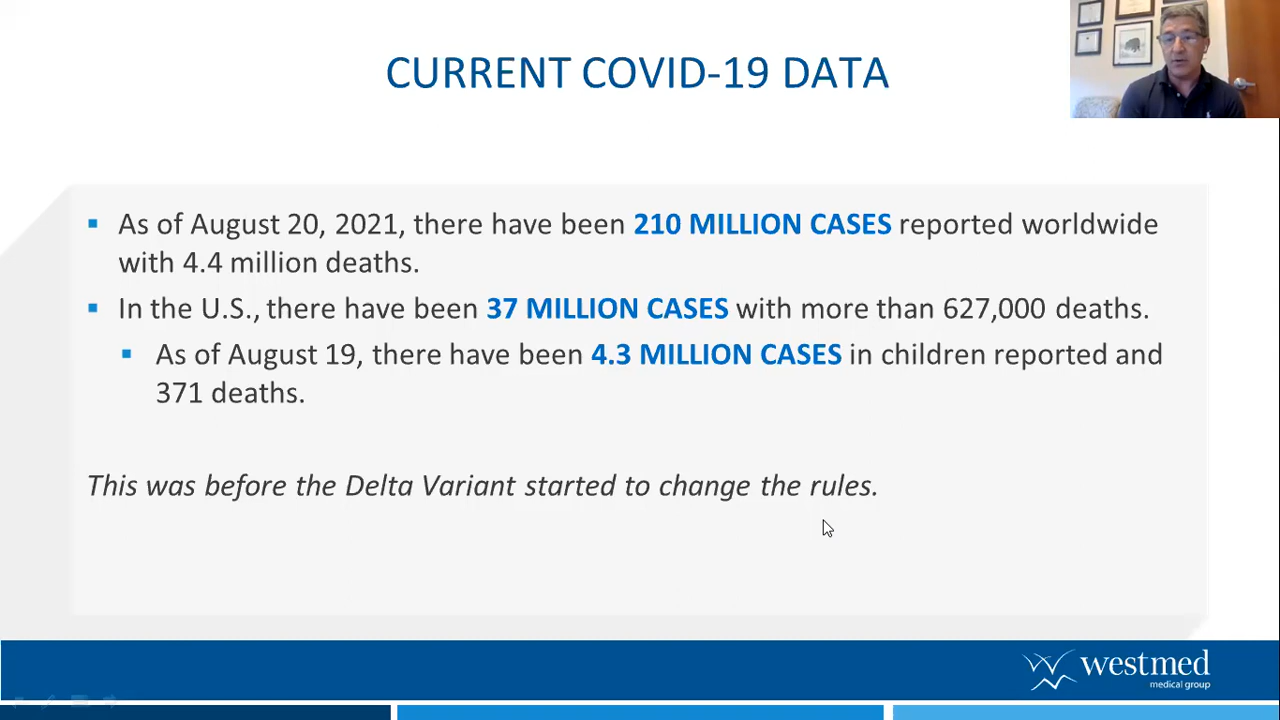 CURRENT COVID-19 DATA
As of August 20, 2021, there have been 210 MILLION CASES reported worldwide
with 4.4 million deaths.
In the U.S., there have been 37 MILLION CASES with more than 627,000 deaths.
As of August 19, there have been 4.3 MILLION CASES in children reported and
371 deaths.
This was before the Delta Variant started to change the rules.
westmed
medical group